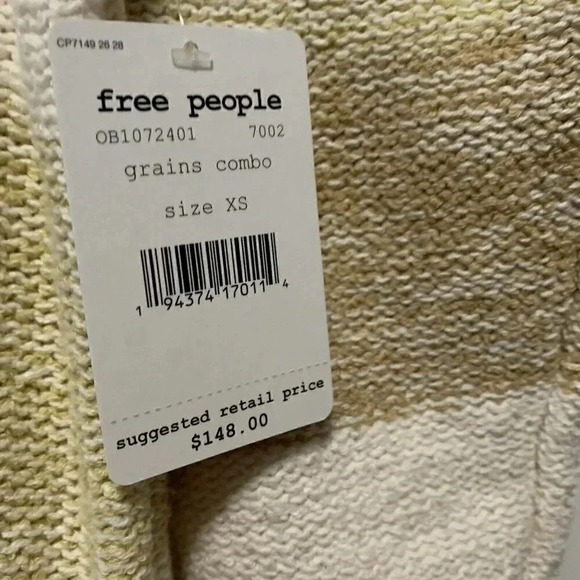 CP7149 26 28
free people
OB1072401 7002
grains combo
size XS
1 94374 17011 4
suggested retail price
$148.00